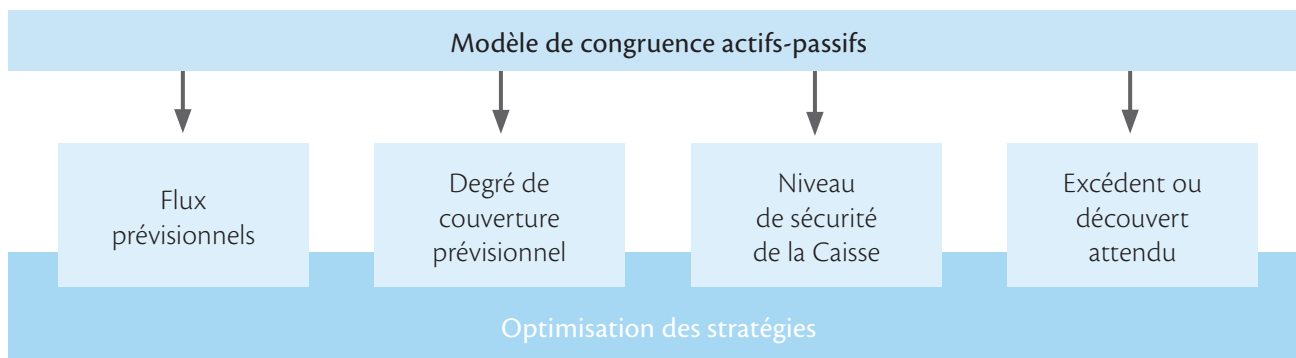 Modèle de congruence actifs-passifs
Flux
prévisionnels
Degré de
couverture
prévisionnel
Niveau
de sécurité
de la Caisse
Excédent ou
découvert
attendu
Optimisation des stratégies